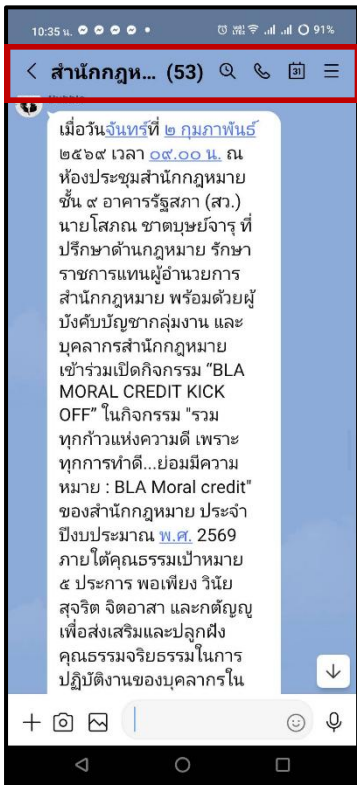 10:35 น.
91%
สำนักกฎห... (53)
31
เมื่อวันจันทร์ที่ ๒ กุมภาพันธ์
๒๕๖๙ เวลา ๐๙.๐๐ น. ณ
ห้องประชุมสำนักกฎหมาย
ชั้น ๙ อาคารรัฐสภา (สว.)
นายโสภณ ชาตบุษย์จารุ ที่
ปรึกษาด้านกฎหมาย รักษา
ราชการแทนผู้อำนวยการ
สำนักกฎหมาย พร้อมด้วยผู้
บังคับบัญชากลุ่มงาน และ
บุคลากรสำนักกฎหมาย
เข้าร่วมเปิดกิจกรรม “BLA
MORAL CREDIT KICK
OFF” ในกิจกรรม "รวม
ทุกก้าวแห่งความดี เพราะ
ทุกการทำดี...ย่อมมีความ
หมาย : BLA Moral credit"
ของสำนักกฎหมาย ประจำ
ปีงบประมาณ พ.ศ. 2569
ภายใต้คุณธรรมเป้าหมาย
๕ ประการ พอเพียง วินัย
สุจริต จิตอาสา และกตัญญู
เพื่อส่งเสริมและปลูกฝัง
คุณธรรมจริยธรรมในการ
ปฏิบัติงานของบุคลากรใน